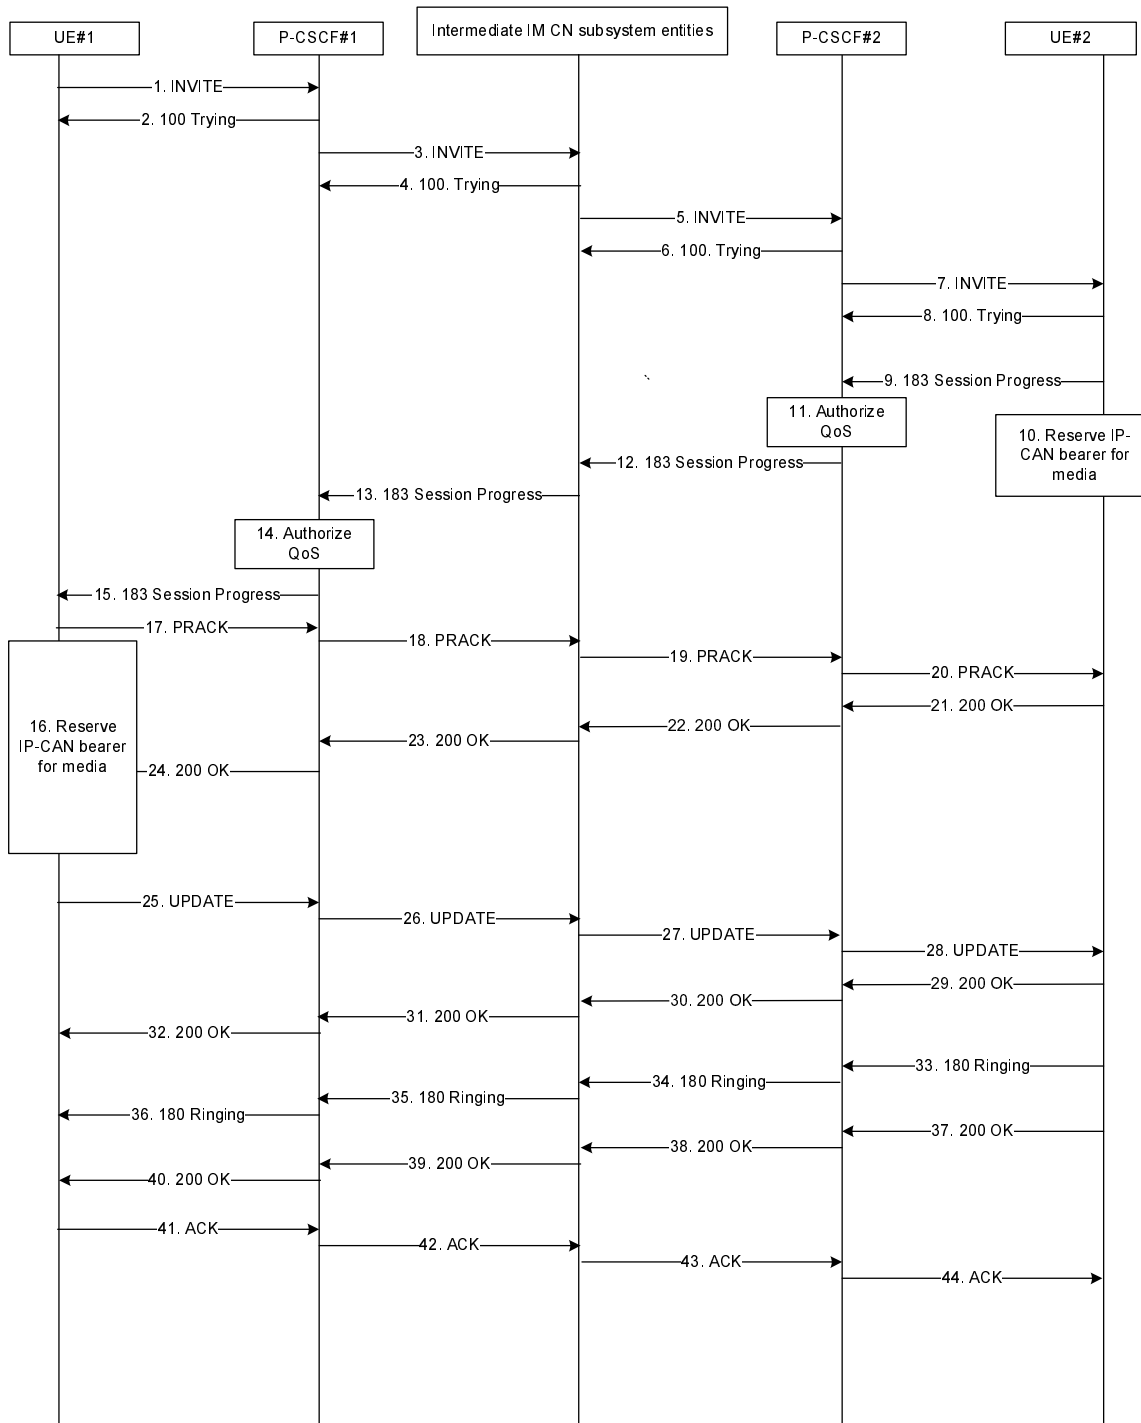 UE#1
P-CSCF#1
Intermediate IM CN subsystem entities
P-CSCF#2
UE#2
1. INVITE
2. 100 Trying
3. INVITE
4. 100. Trying
5. INVITE
6. 100. Trying
7. INVITE
8. 100. Trying
9. 183 Session Progress
11. Authorize
QoS
10. Reserve IP-
CAN bearer for
media
12. 183 Session Progress
13. 183 Session Progress
14. Authorize
QoS
15. 183 Session Progress
17. PRACK
18. PRACK
19. PRACK
20. PRACK
21. 200 OK
22. 200 OK
23. 200 OK
16. Reserve
IP-CAN bearer
for media
24. 200 OK
25. UPDATE
26. UPDATE
27. UPDATE
28. UPDATE
29. 200 OK
30. 200 OK
31. 200 OK
32. 200 OK
33. 180 Ringing
34. 180 Ringing
35. 180 Ringing
36. 180 Ringing
37. 200 OK
38. 200 OK
39. 200 OK
40. 200 OK
41. ACK
42. ACK
43. ACK
44. ACK